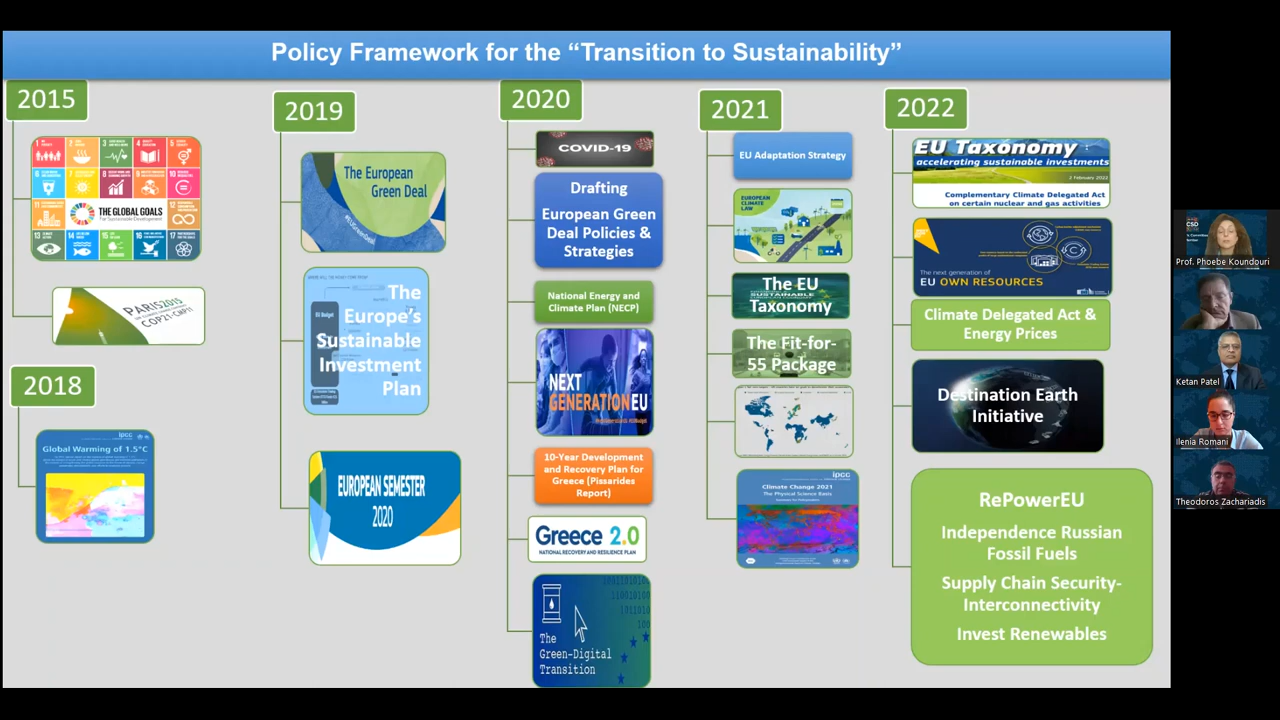 Policy Framework for the “Transition to Sustainability”
2015
THE GLOBAL GOALS
For Sustainable Development
PARIS2015
COP21·CMP11
2018
ipcc
Global Warming of 1.5°C
2019
The European
Green Deal
#EUGreenDeal
The
Europe's
Sustainable
Investment
Plan
EU Budget
EUROPEAN SEMESTER
2020
2020
COVID-19
Drafting
European Green
Deal Policies &
Strategies
National Energy and
Climate Plan (NECP)
NEXT
GENERATIONEU
10-Year Development
and Recovery Plan for
Greece (Pissarides
Report)
Greece 2.0
NATIONAL RECOVERY AND RESILIENCE PLAN
The
Green-Digital
Transition
2021
EU Adaptation Strategy
EUROPEAN
CLIMATE
LAW
The EU
Taxonomy
The Fit-for-
55 Package
ipcc
Climate Change 2021
The Physical Science Basis
2022
EU Taxonomy
accelerating sustainable investments
2 February 2022
Complementary Climate Delegated Act
on certain nuclear and gas activities
The next generation of
EU OWN RESOURCES
Climate Delegated Act &
Energy Prices
Destination Earth
Initiative
RePowerEU
Independence Russian
Fossil Fuels
Supply Chain Security-
Interconnectivity
Invest Renewables
CSD
Prof. Phoebe Koundouri
Ketan Patel
Ilenia Romani
Theodoros Zachariadis